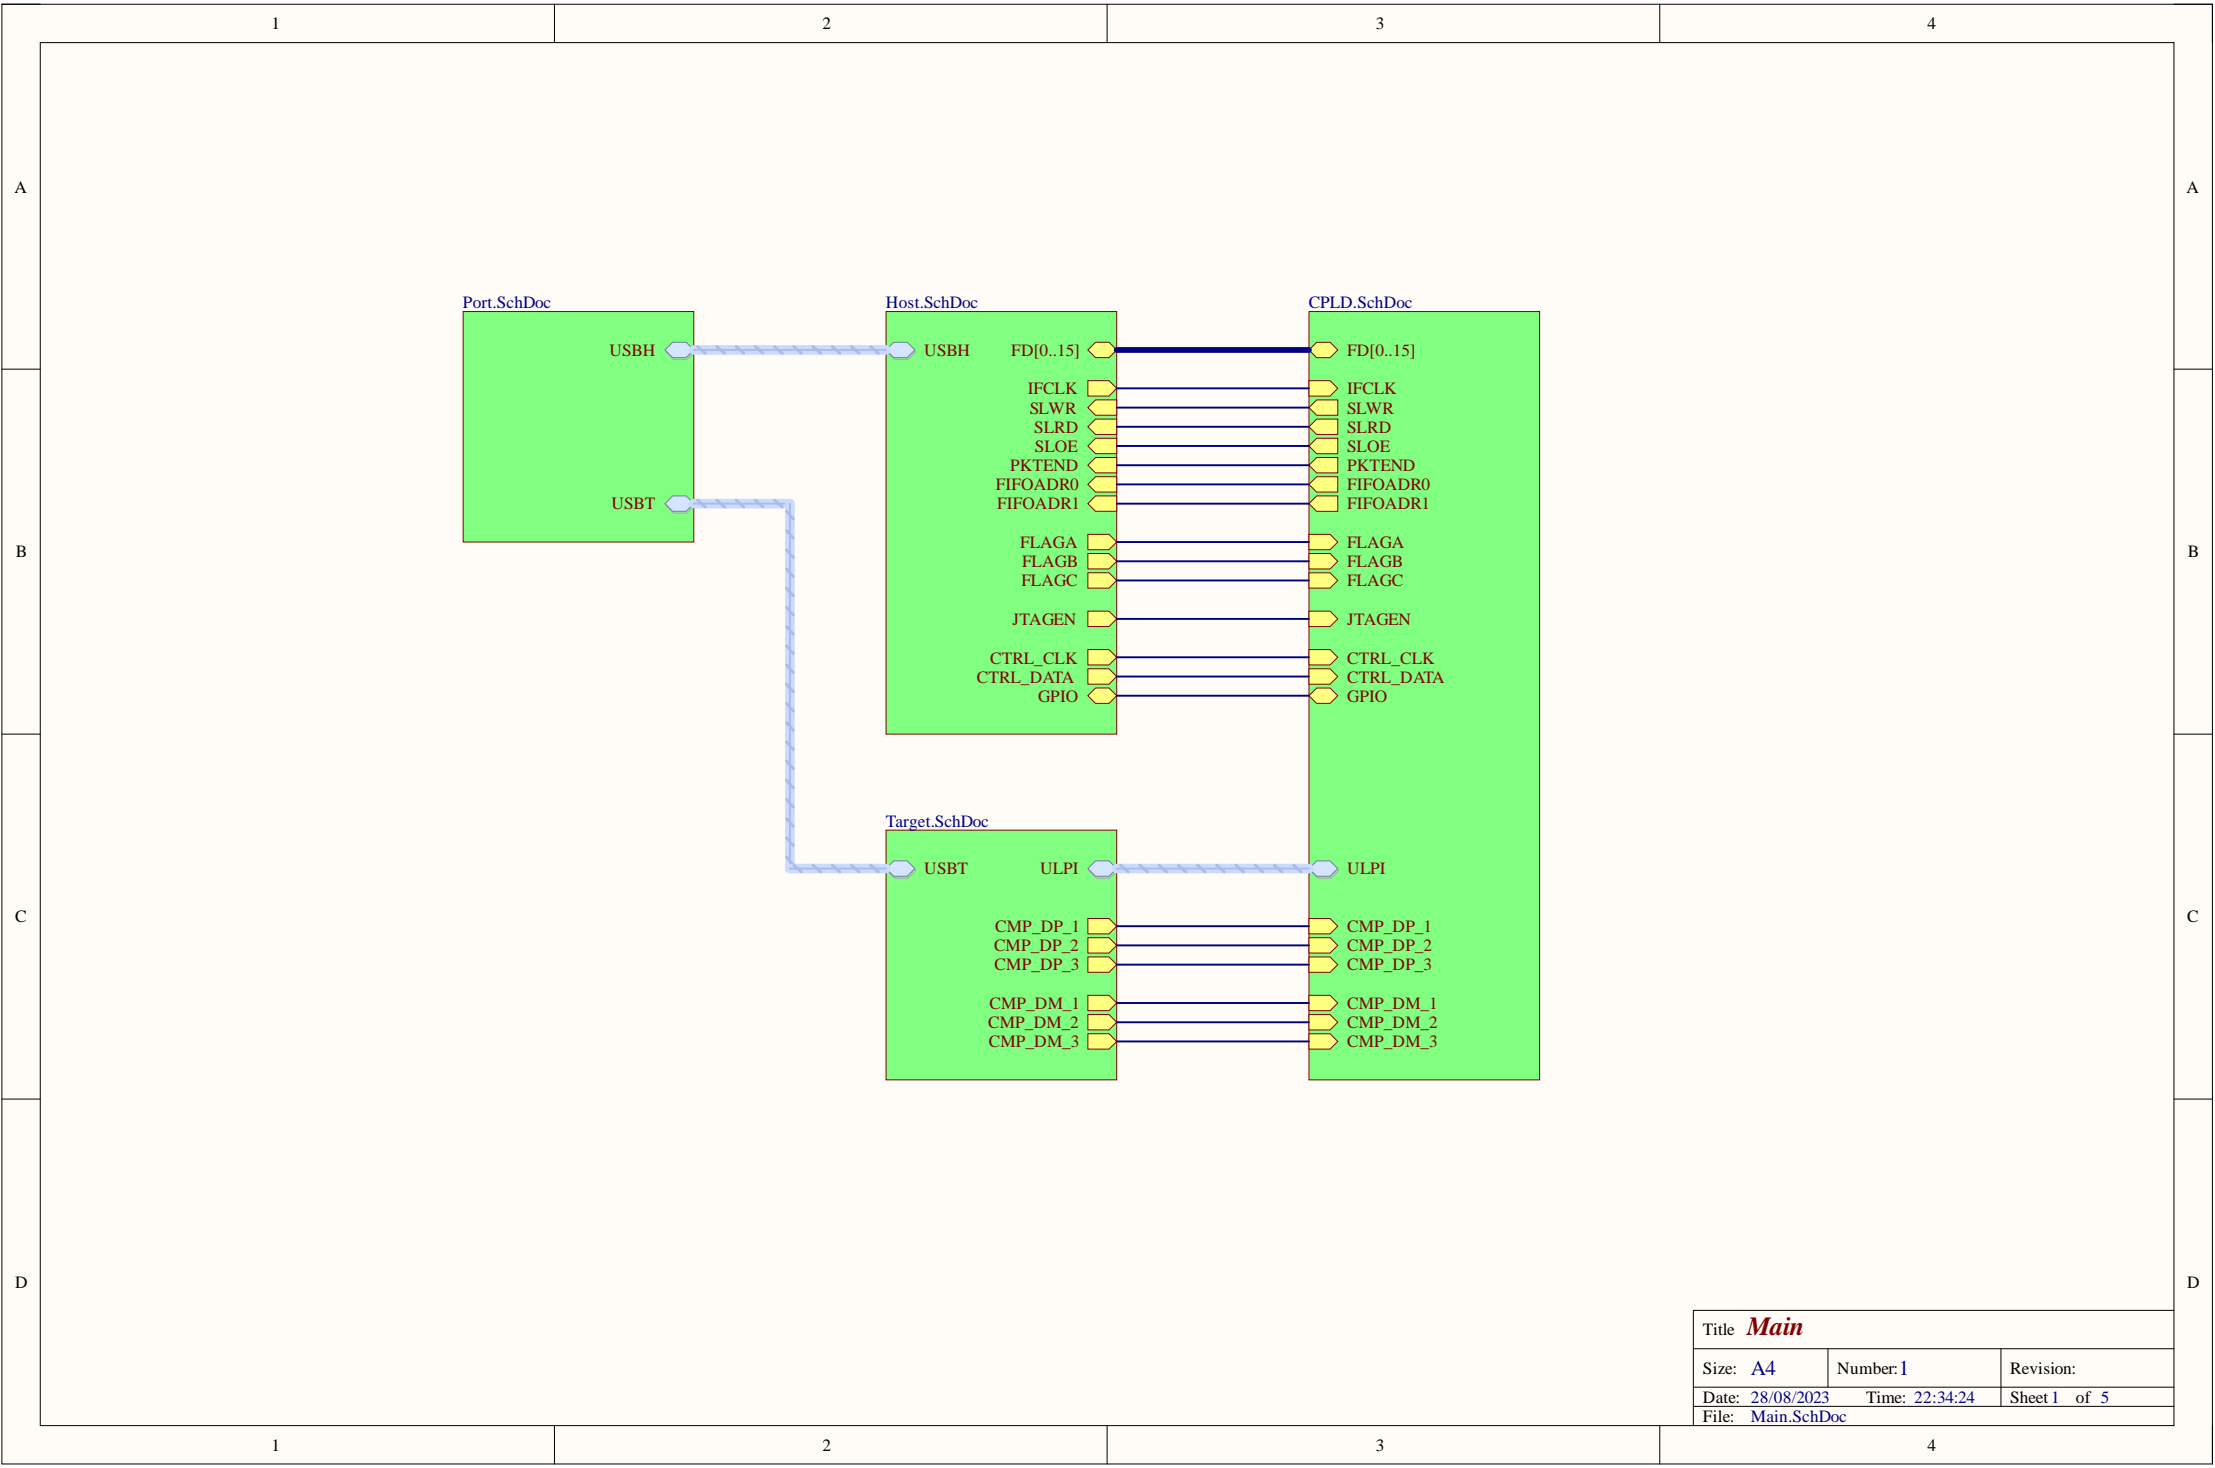 1 2 3 4
A A
Port.SchDoc Host.SchDoc CPLD.SchDoc
USBH USBH FD[0..15] FD[0..15]
IFCLK IFCLK
SLWR SLWR
SLRD SLRD
SLOE SLOE
PKTEND PKTEND
FIFOADR0 FIFOADR0
USBT FIFOADR1 FIFOADR1
FLAGA FLAGA
B B
FLAGB FLAGB
FLAGC FLAGC
JTAGEN JTAGEN
CTRL_CLK CTRL_CLK
CTRL_DATA CTRL_DATA
GPIO GPIO
Target.SchDoc
USBT ULPI ULPI
C C
CMP_DP_1 CMP_DP_1
CMP_DP_2 CMP_DP_2
CMP_DP_3 CMP_DP_3
CMP_DM_1 CMP_DM_1
CMP_DM_2 CMP_DM_2
CMP_DM_3 CMP_DM_3
D D
Title Main
Size: A4 Number:1 Revision:
Date: 28/08/2023 Time: 22:34:24 Sheet 1 of 5
File: Main.SchDoc
1 2 3 4